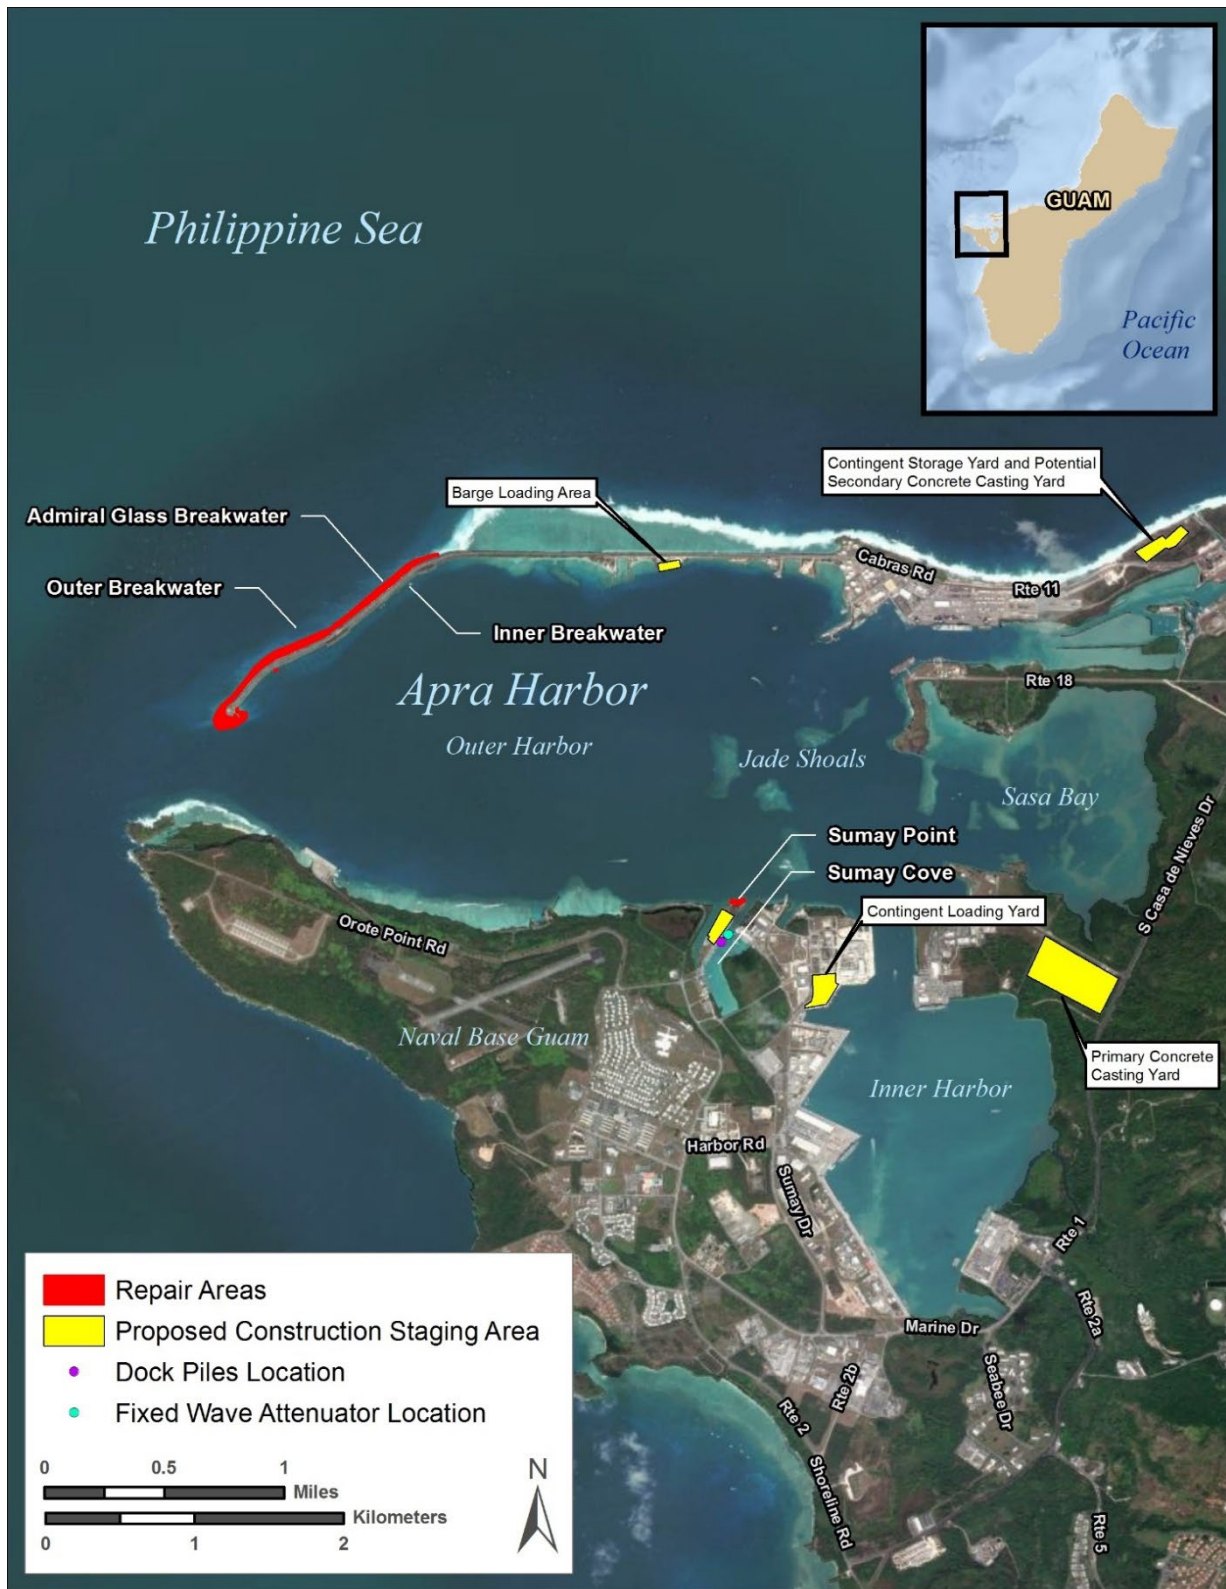 GUAM
Pacific
Ocean
Philippine Sea
Contingent Storage Yard and Potential
Secondary Concrete Casting Yard
Barge Loading Area
Admiral Glass Breakwater
Cabras Rd
Outer Breakwater
Rte 11
Inner Breakwater
Apra Harbor
Rte 18
Outer Harbor
Jade Shoals
Sasa Bay
Sumay Point
S Casa de Nieves Dr
Sumay Cove
Contingent Loading Yard
Orote Point Rd
Naval Base Guam
Primary Concrete
Casting Yard
Inner Harbor
Harbor Rd
Sumay Dr
Rte 1
Rte 2a
Marine Dr
Seabee Dr
Rte 2b
Rte 2
Shoreline Rd
Rte 5
Repair Areas
Proposed Construction Staging Area
Dock Piles Location
Fixed Wave Attenuator Location
0 0.5 1
Miles
Kilometers
0 1 2
N